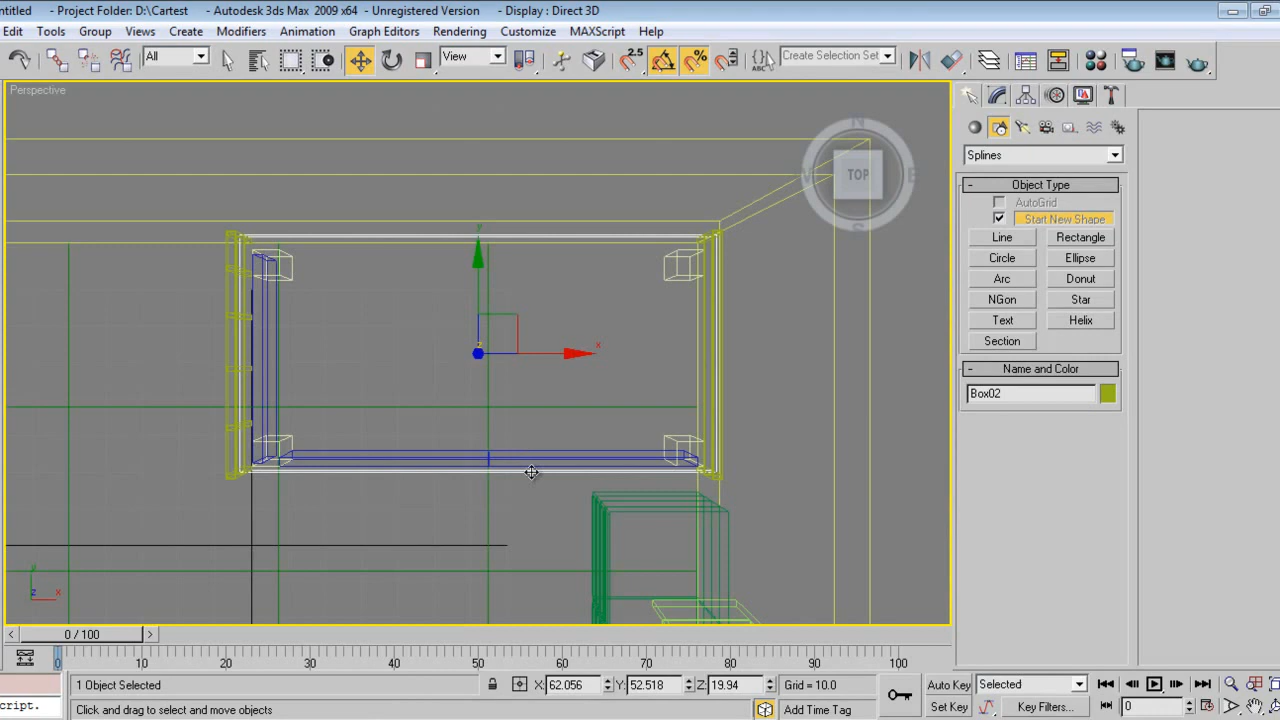 ntitled - Project Folder: D:\Cartest - Autodesk 3ds Max 2009 x64 - Unregistered Version - Display : Direct 3D
Edit Tools Group Views Create Modifiers Animation Graph Editors Rendering Customize MAXScript Help
All View 2.5 ABC Create Selection Set
Perspective
N
TOP
E
S
y
x
z
Splines
- Object Type
AutoGrid
Start New Shape
Line Rectangle
Circle Ellipse
Arc Donut
NGon Star
Text Helix
Section
- Name and Color
Box02
y
z x
< 0 / 100 >
0 10 20 30 40 50 60 70 80 90 100
1 Object Selected X: 62.056 Y: 52.518 Z: 19.94 Grid = 10.0 Auto Key Selected
cript. Click and drag to select and move objects Add Time Tag Set Key Key Filters... 0